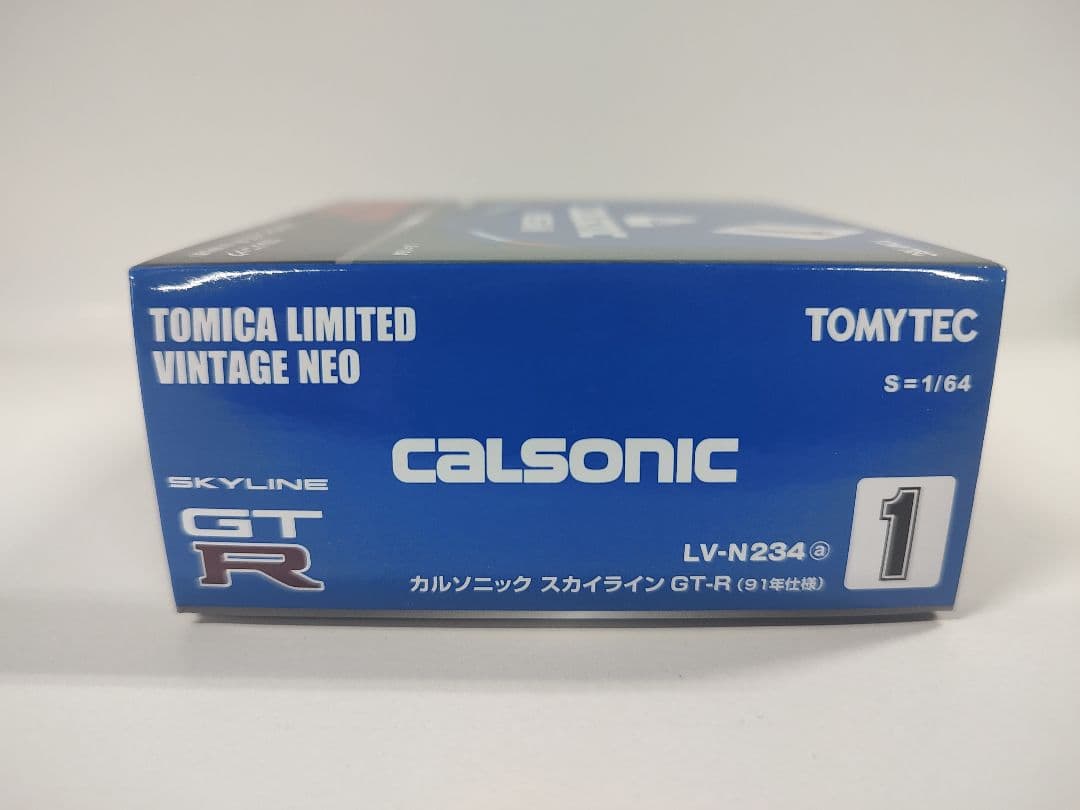 TOMICA LIMITED
VINTAGE NEO
TOMYTEC
S=1/64
CALSONIC
SKYLINE
GT
R
1
LV-N234ⓐ
カルソニック スカイライン GT-R（91年仕様）